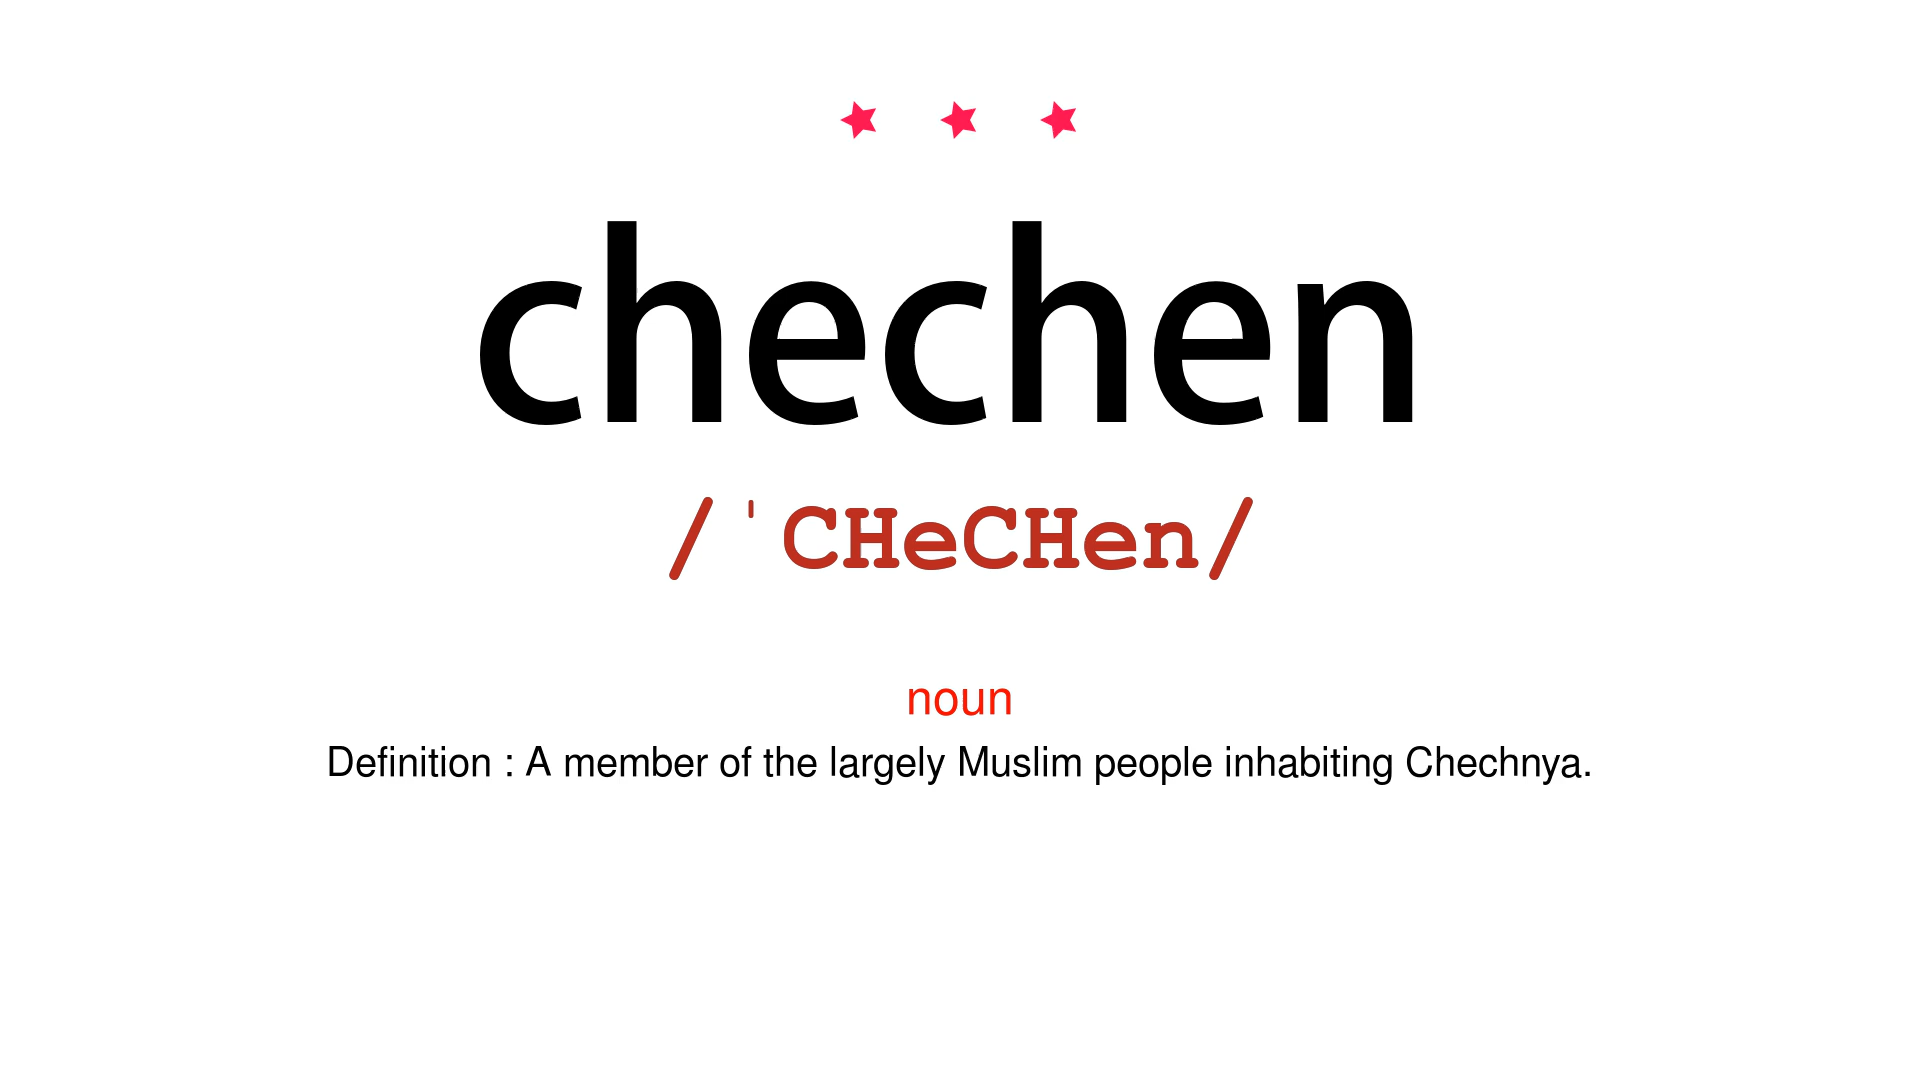 chechen
/ˈCHeCHen/
noun
Definition : A member of the largely Muslim people inhabiting Chechnya.